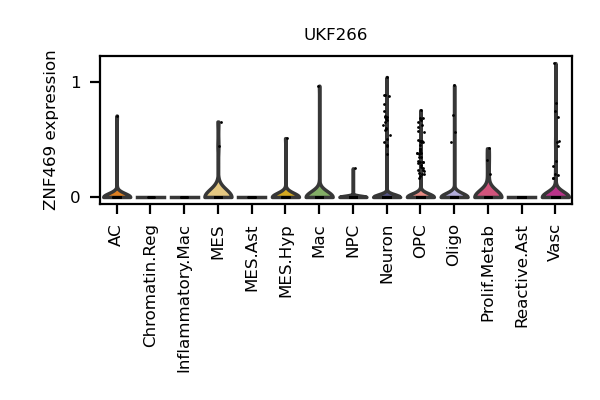 UKF266
ZNF469 expression
1
0
AC
Chromatin.Reg
Inflammatory.Mac
MES
MES.Ast
MES.Hyp
Mac
NPC
Neuron
OPC
Oligo
Prolif.Metab
Reactive.Ast
Vasc